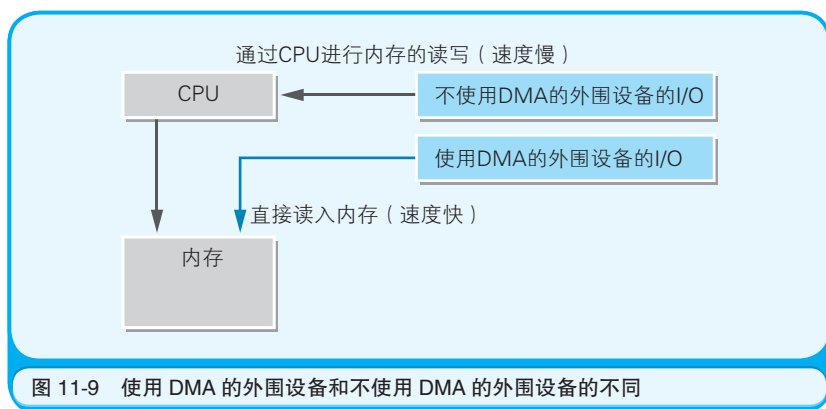 通过CPU进行内存的读写（速度慢）
CPU
不使用DMA的外围设备的I/O
使用DMA的外围设备的I/O
直接读入内存（速度快）
内存
图 11-9 使用 DMA 的外围设备和不使用 DMA 的外围设备的不同